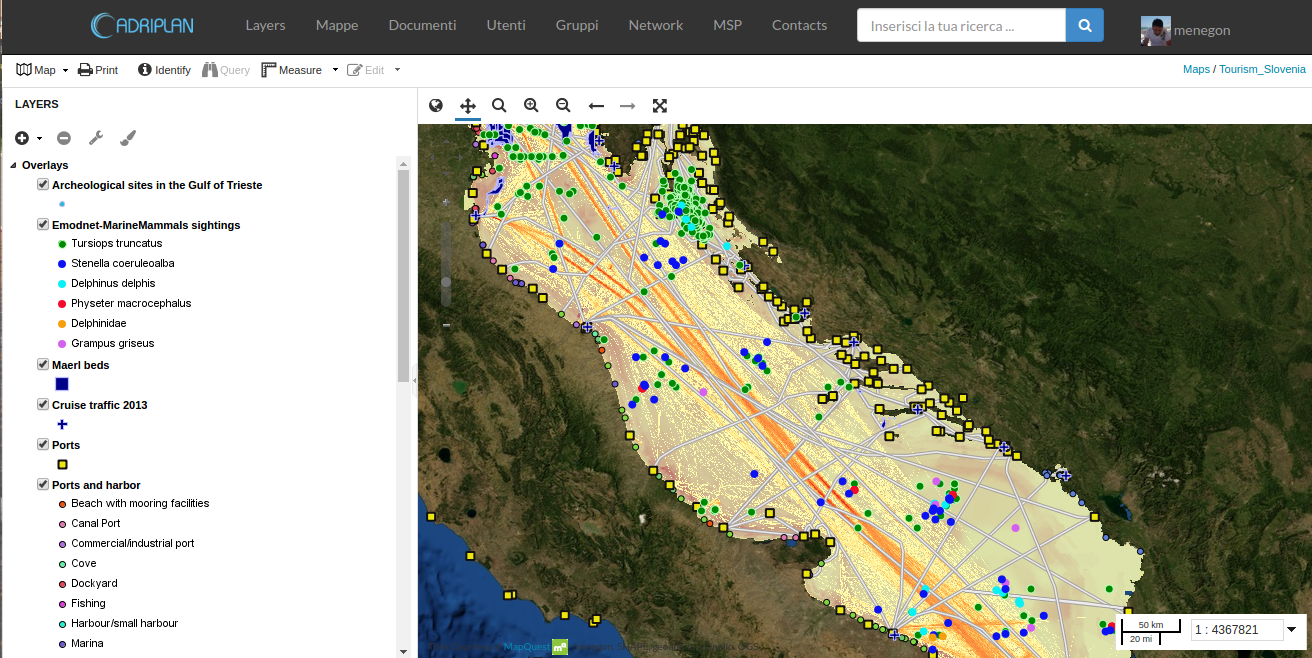 ADRIPLAN
Layers Mappe Documenti Utenti Gruppi Network MSP Contacts
Inserisci la tua ricerca ...
menegon
Map Print Identify Query Measure Edit
Maps / Tourism_Slovenia
LAYERS
Overlays
Archeological sites in the Gulf of Trieste
Emodnet-MarineMammals sightings
Tursiops truncatus
Stenella coeruleoalba
Delphinus delphis
Physeter macrocephalus
Delphinidae
Grampus griseus
Maerl beds
Cruise traffic 2013
Ports
Ports and harbor
Beach with mooring facilities
Canal Port
Commercial/industrial port
Cove
Dockyard
Fishing
Harbour/small harbour
Marina
50 km
20 mi
1 : 4367821
MapQuest